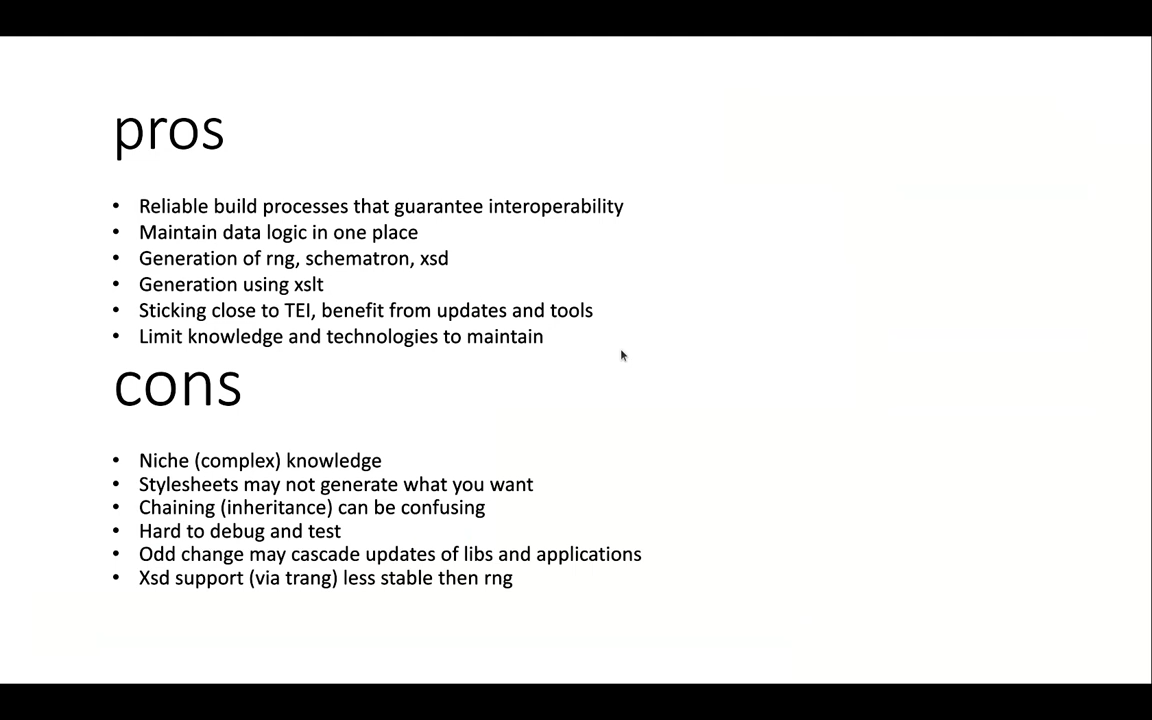 pros
• Reliable build processes that guarantee interoperability
• Maintain data logic in one place
• Generation of rng, schematron, xsd
• Generation using xslt
• Sticking close to TEI, benefit from updates and tools
• Limit knowledge and technologies to maintain
cons
• Niche (complex) knowledge
• Stylesheets may not generate what you want
• Chaining (inheritance) can be confusing
• Hard to debug and test
• Odd change may cascade updates of libs and applications
• Xsd support (via trang) less stable then rng